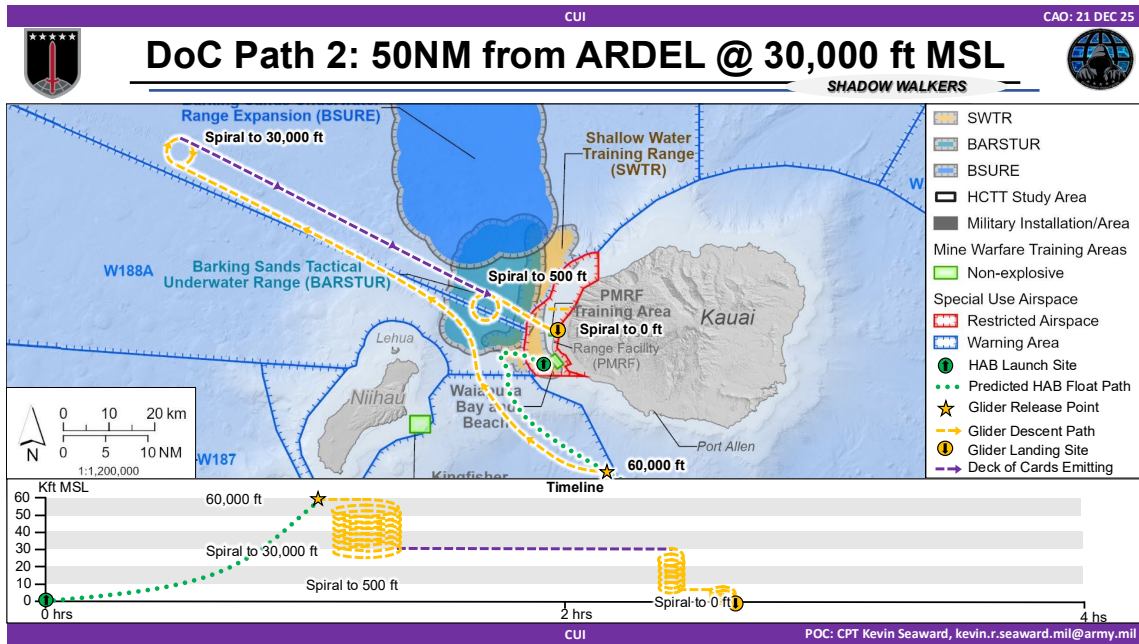 CUI
CAO: 21 DEC 25
DoC Path 2: 50NM from ARDEL @ 30,000 ft MSL
SHADOW WALKERS
Range Expansion (BSURE)
Spiral to 30,000 ft
Shallow Water
Training Range
(SWTR)
W
W188A
Barking Sands Tactical
Underwater Range (BARSTUR)
Spiral to 500 ft
PMRF
Training Area
Spiral to 0 ft
Range Facility
(PMRF)
Kauai
Lehua
Niihau
Bay and
Beach
Port Allen
60,000 ft
W187
Kingfisher
N
0 10 20 km
0 5 10 NM
1:1,200,000
SWTR
BARSTUR
BSURE
HCTT Study Area
Military Installation/Area
Mine Warfare Training Areas
Non-explosive
Special Use Airspace
Restricted Airspace
Warning Area
HAB Launch Site
Predicted HAB Float Path
Glider Release Point
Glider Descent Path
Glider Landing Site
Deck of Cards Emitting
Kft MSL
Timeline
60
50
40
30
20
10
0
60,000 ft
Spiral to 30,000 ft
Spiral to 500 ft
Spiral to 0 ft
0 hrs
2 hrs
4 hs
CUI
POC: CPT Kevin Seaward, kevin.r.seaward.mil@army.mil